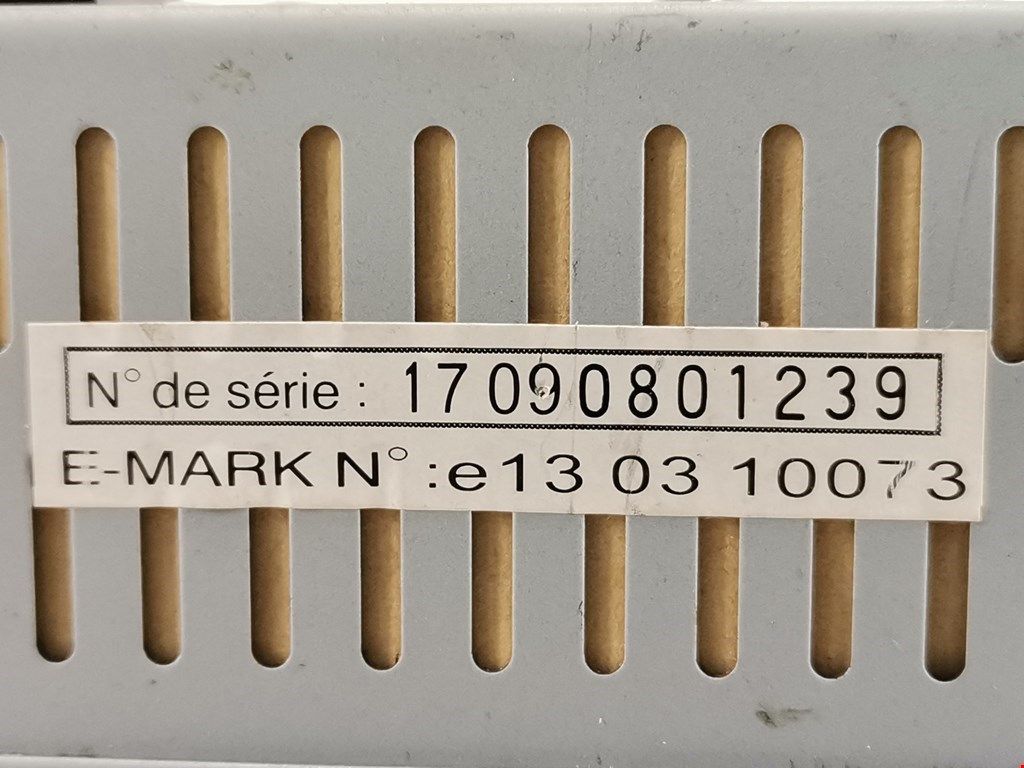 N° de série : 17090801239
E-MARK N° :e13 03 10073